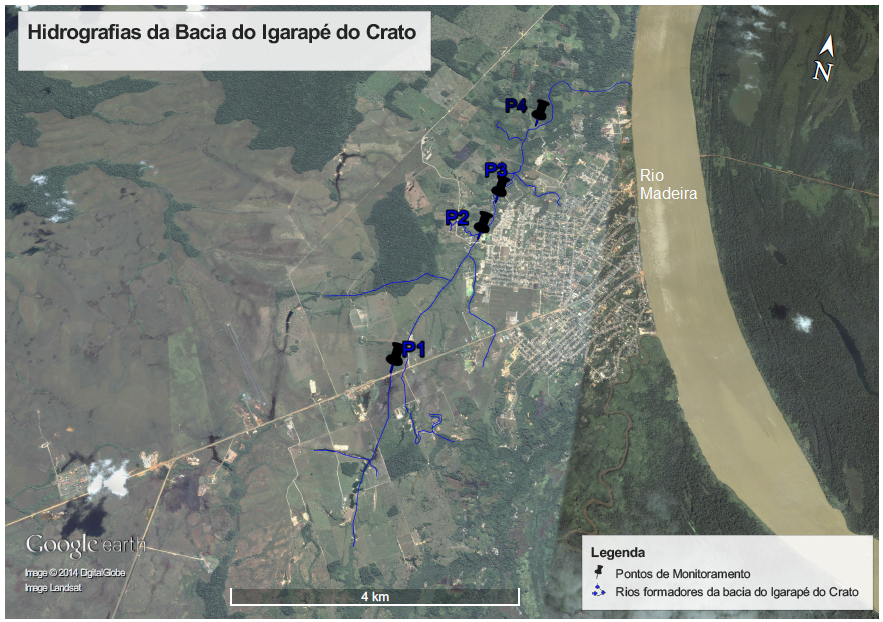 Hidrografias da Bacia do Igarapé do Crato
N
P4
P3
Rio
Madeira
P2
P1
Google earth
Image © 2014 DigitalGlobe
Image Landsat
4 km
Legenda
Pontos de Monitoramento
Rios formadores da bacia do Igarapé do Crato